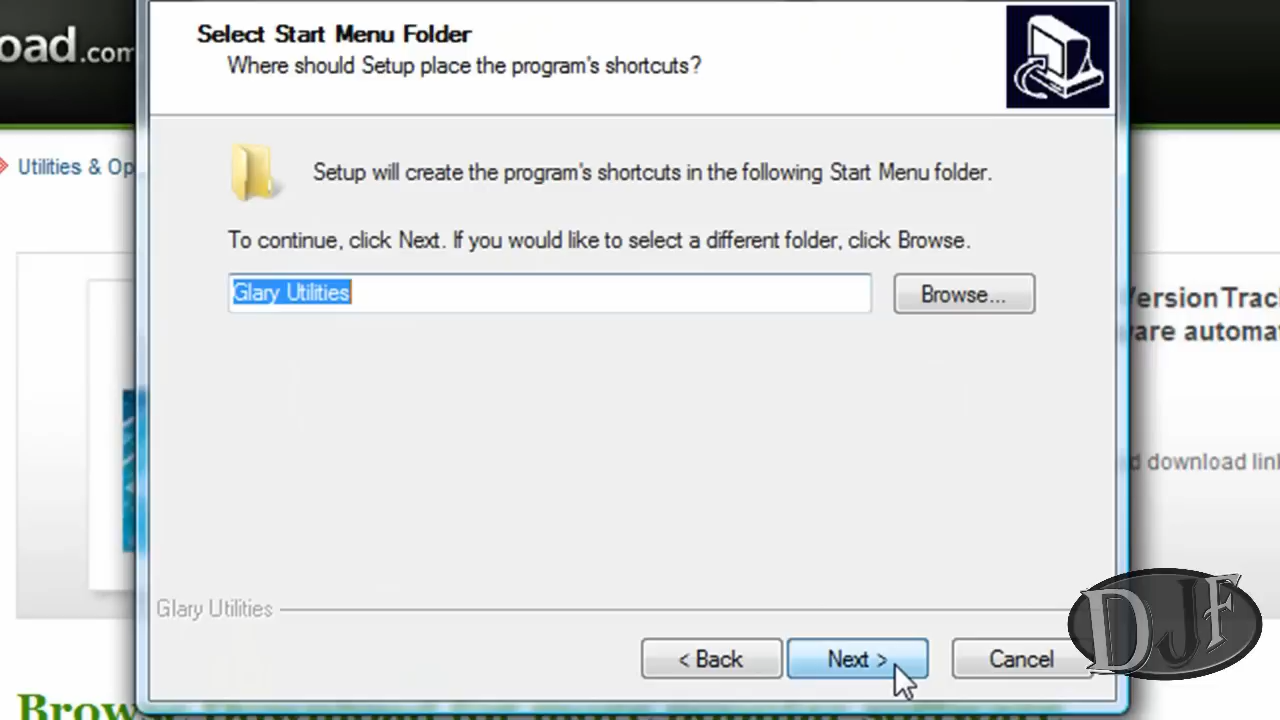 Select Start Menu Folder
Where should Setup place the program's shortcuts?
oad.com
Utilities & Op
Setup will create the program's shortcuts in the following Start Menu folder.
To continue, click Next. If you would like to select a different folder, click Browse.
Glary Utilities
Browse...
VersionTrac
ware automa
d download link
Glary Utilities
< Back
Next >
Cancel
DJF